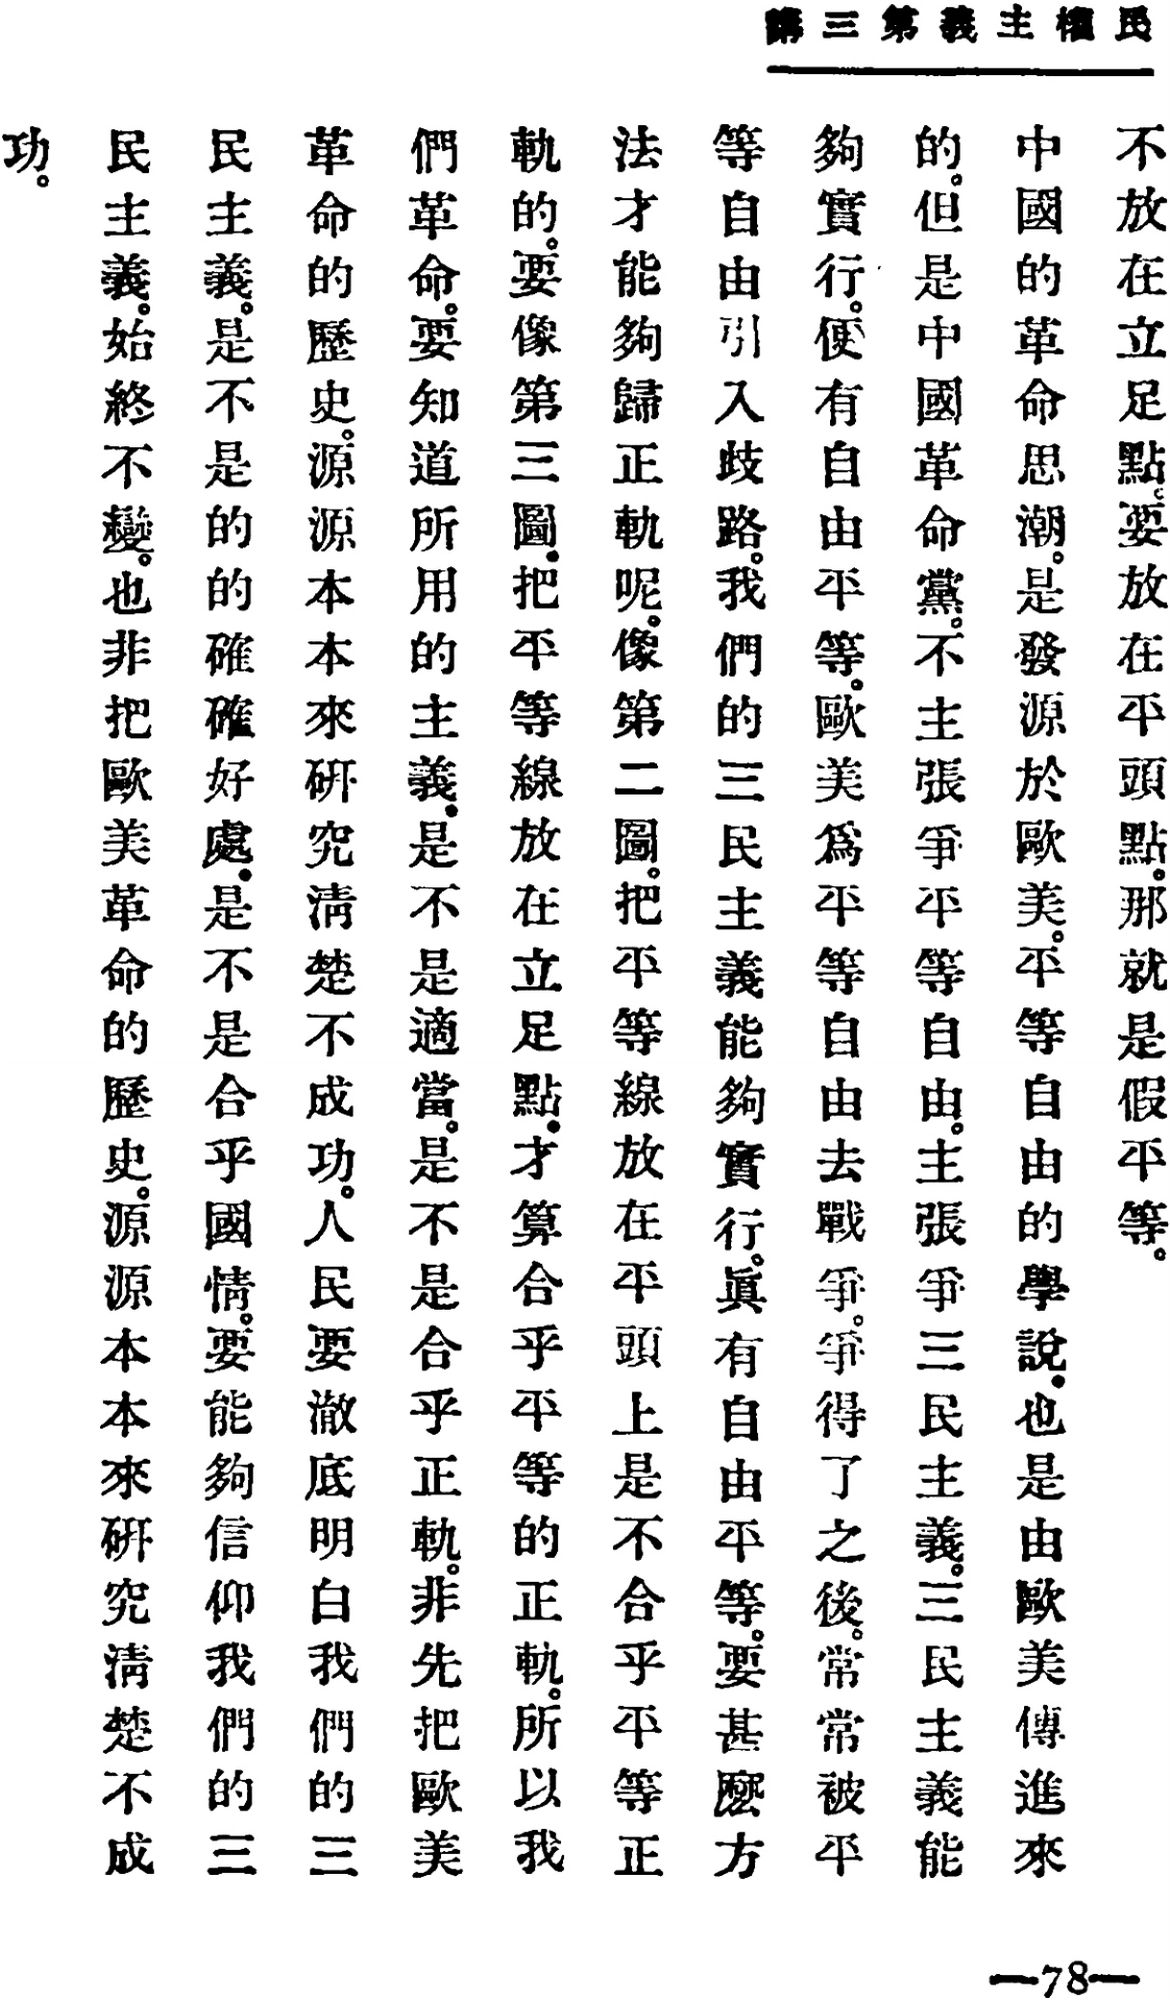 民權主義第三講
不放在立足點。要放在平頭點。那就是假平等。
中國的革命思潮。是發源於歐美。平等自由的學說。也是由歐美傳進來
的。但是中國革命黨。不主張爭平等自由。主張爭三民主義。三民主義能
夠實行。便有自由平等。歐美爲平等自由去戰爭。爭得了之後。常常被平
等自由引入歧路。我們的三民主義能夠實行。眞有自由平等。要甚麼方
法才能夠歸正軌呢。像第二圖。把平等線放在平頭上是不合乎平等正
軌的。要像第三圖。把平等線放在立足點。才算合乎平等的正軌。所以我
們革命。要知道所用的主義。是不是適當。是不是合乎正軌。非先把歐美
革命的歷史。源源本本來研究清楚不成功。人民要澈底明白我們的三
民主義。是不是的的確確好處。是不是合乎國情。要能夠信仰我們的三
民主義。始終不變。也非把歐美革命的歷史。源源本本來研究清楚不成
功。
—78—